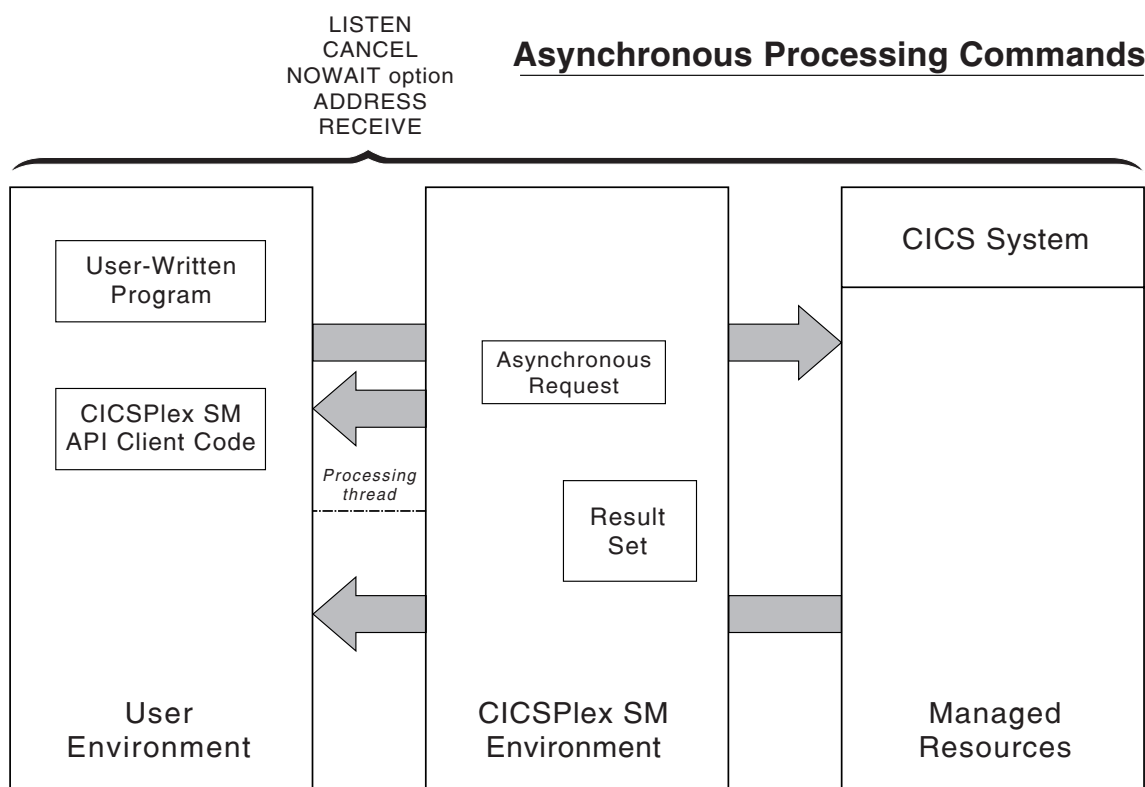 LISTEN
CANCEL
NOWAIT option
ADDRESS
RECEIVE
Asynchronous Processing Commands
User-Written
Program
CICSPlex SM
API Client Code
Processing
thread
User
Environment
Asynchronous
Request
Result
Set
CICSPlex SM
Environment
CICS System
Managed
Resources